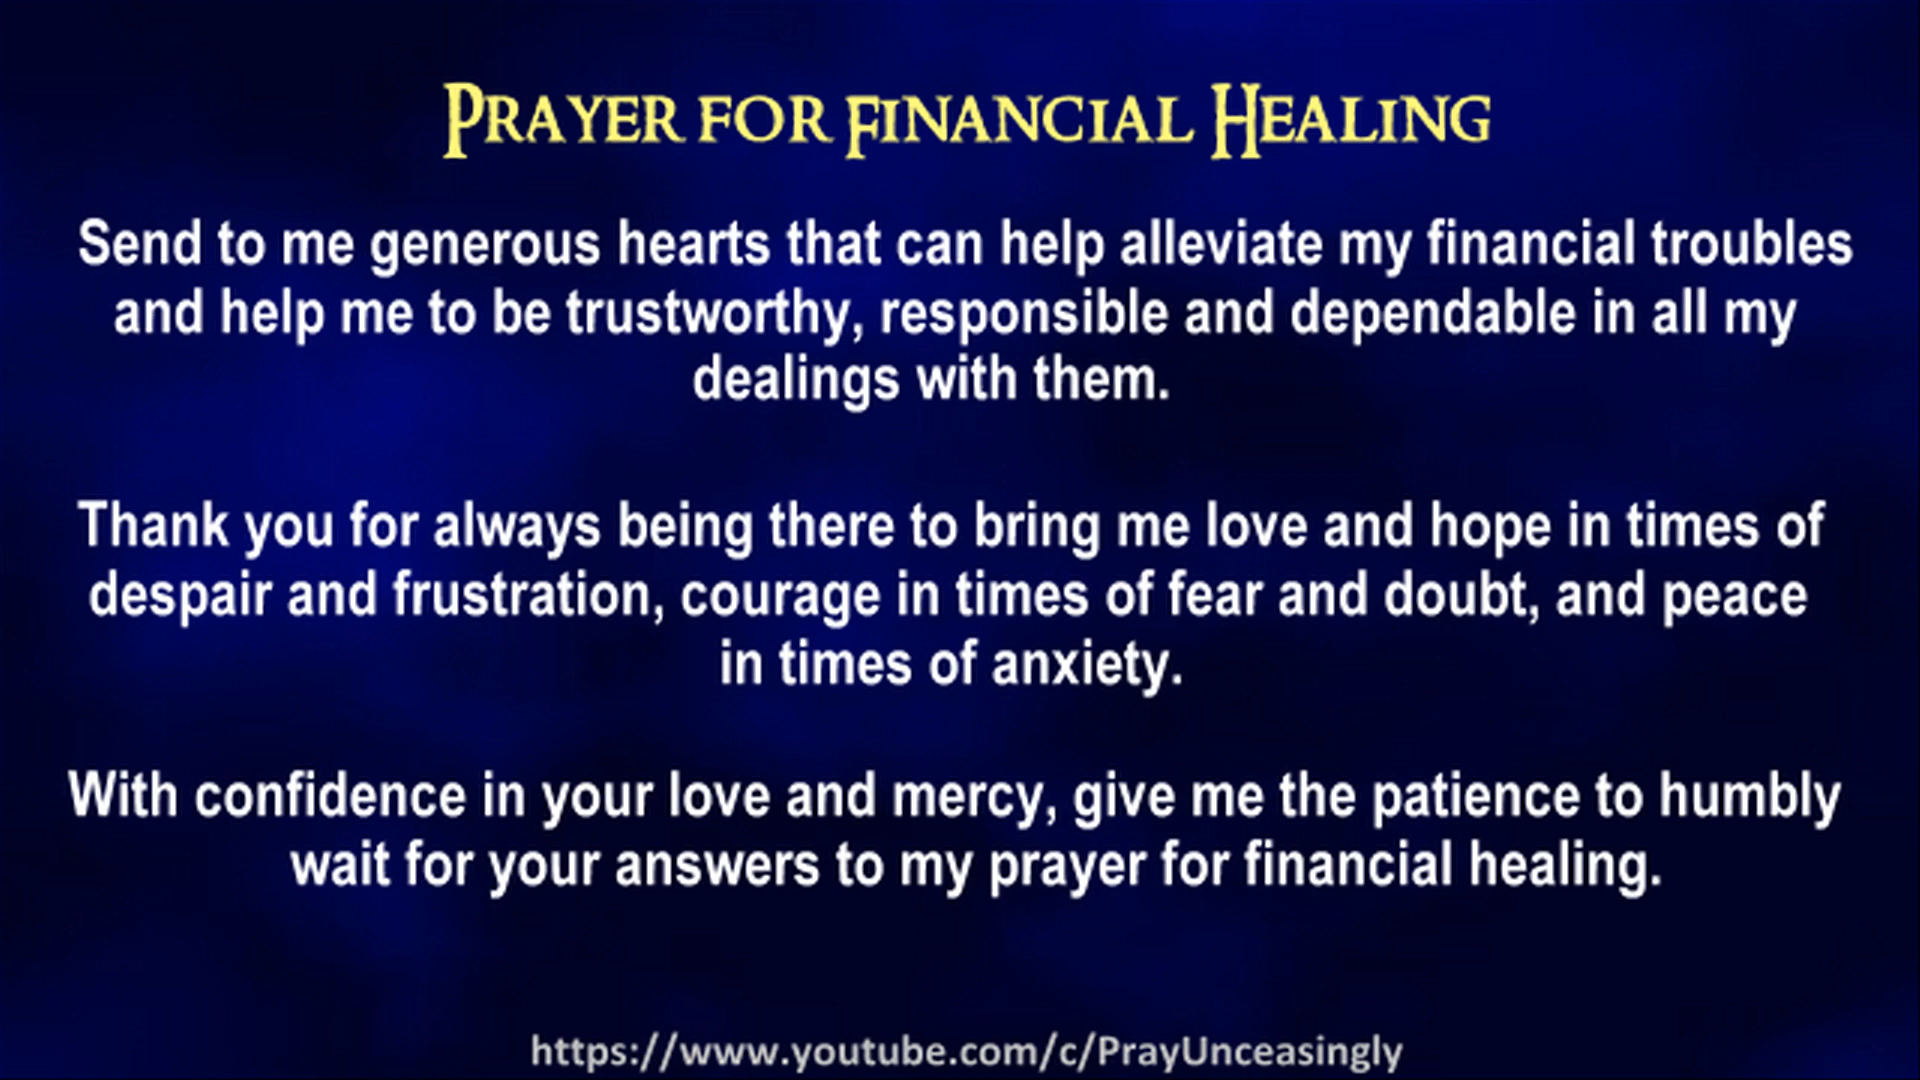 Prayer for Financial Healing
Send to me generous hearts that can help alleviate my financial troubles
and help me to be trustworthy, responsible and dependable in all my
dealings with them.
Thank you for always being there to bring me love and hope in times of
despair and frustration, courage in times of fear and doubt, and peace
in times of anxiety.
With confidence in your love and mercy, give me the patience to humbly
wait for your answers to my prayer for financial healing.
https://www.youtube.com/c/PrayUnceasingly